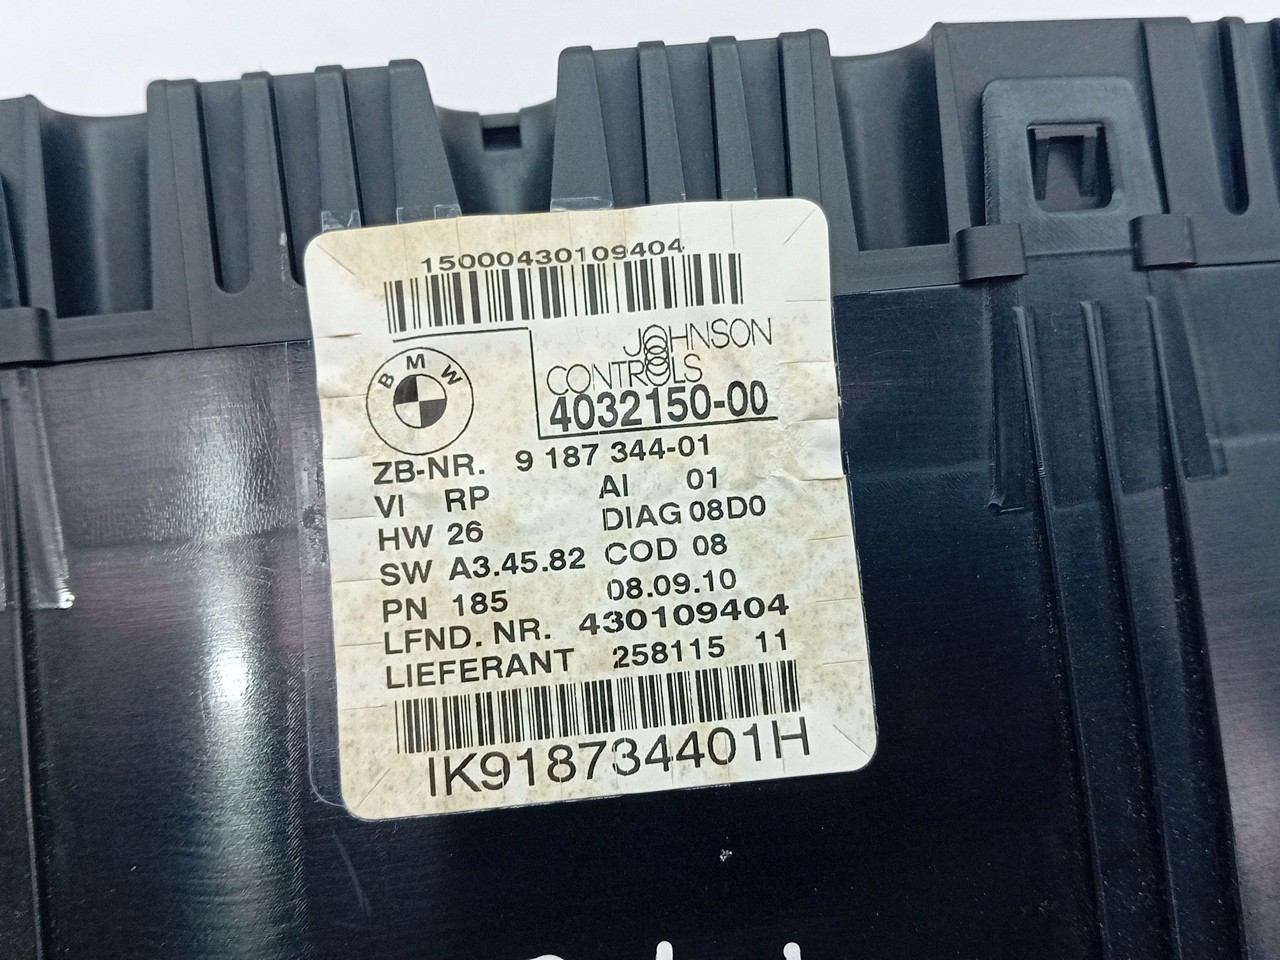 15000430109404
JOHNSON
CONTROLS
4032150-00
BMW
ZB-NR. 9 187 344-01
VI RP AI 01
HW 26 DIAG 08D0
SW A3.45.82 COD 08
PN 185 08.09.10
LFND. NR. 430109404
LIEFERANT 258115 11
IK918734401H